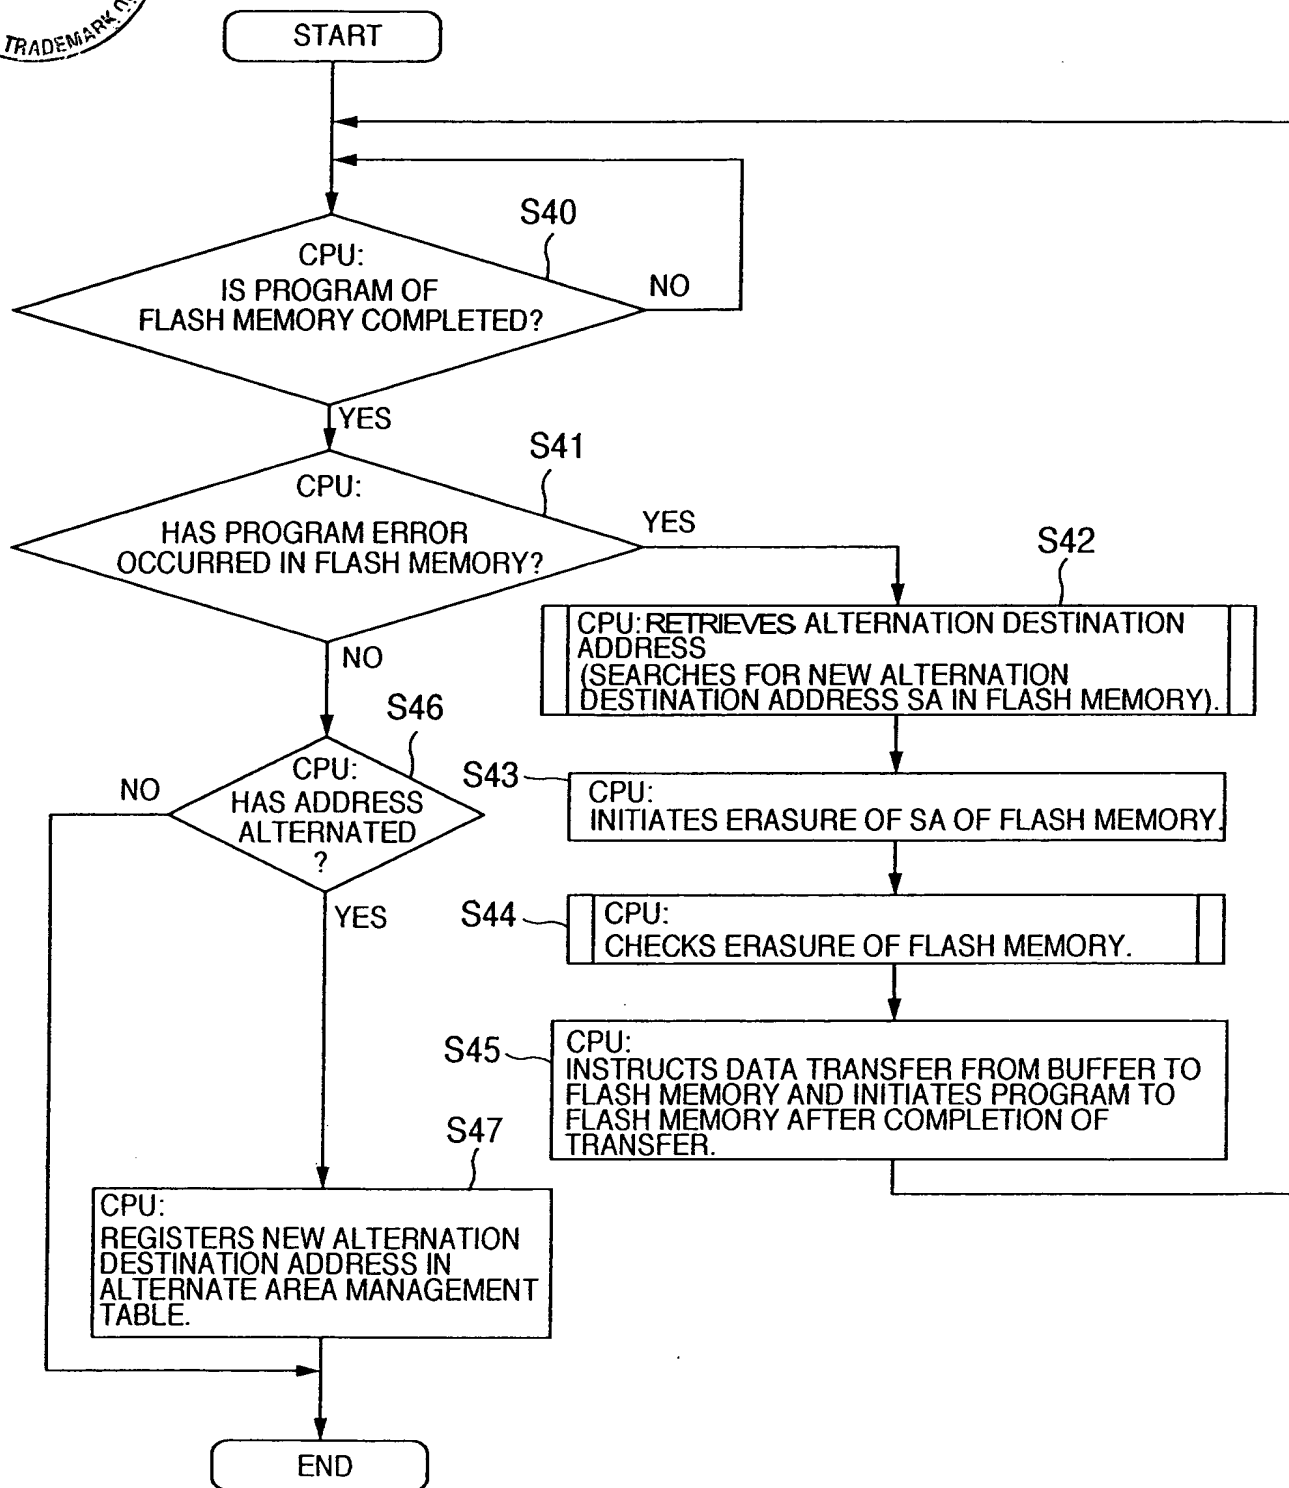 TRADEMARK
START
S40
CPU:
IS PROGRAM OF
FLASH MEMORY COMPLETED?
NO
YES
S41
CPU:
HAS PROGRAM ERROR
OCCURRED IN FLASH MEMORY?
YES
NO
S42
CPU: RETRIEVES ALTERNATION DESTINATION
ADDRESS
(SEARCHES FOR NEW ALTERNATION
DESTINATION ADDRESS SA IN FLASH MEMORY).
S46
CPU:
HAS ADDRESS
ALTERNATED
?
NO
YES
S43
CPU:
INITIATES ERASURE OF SA OF FLASH MEMORY.
S44
CPU:
CHECKS ERASURE OF FLASH MEMORY.
S45
CPU:
INSTRUCTS DATA TRANSFER FROM BUFFER TO
FLASH MEMORY AND INITIATES PROGRAM TO
FLASH MEMORY AFTER COMPLETION OF
TRANSFER.
S47
CPU:
REGISTERS NEW ALTERNATION
DESTINATION ADDRESS IN
ALTERNATE AREA MANAGEMENT
TABLE.
END